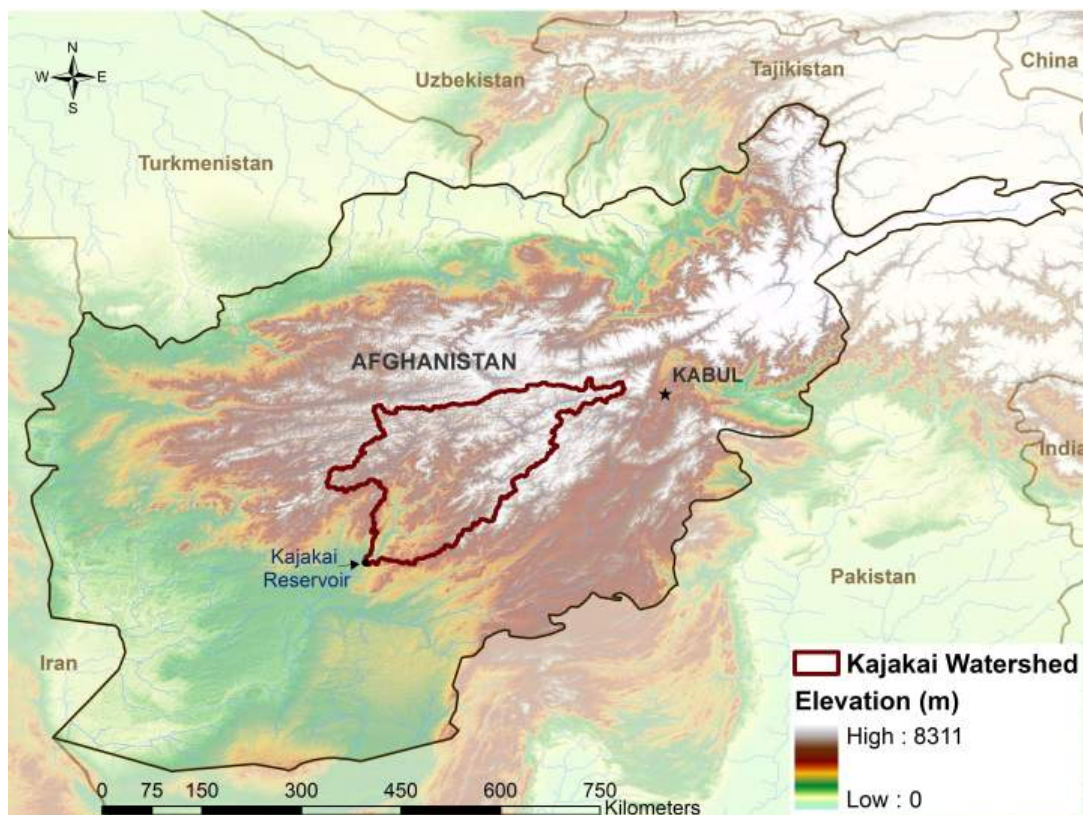 N
W E
S
Uzbekistan
Tajikistan
China
Turkmenistan
AFGHANISTAN
KABUL
Kajakai
Reservoir
India
Pakistan
Iran
Kajakai Watershed
Elevation (m)
High : 8311
Low : 0
0 75 150 300 450 600 750
Kilometers